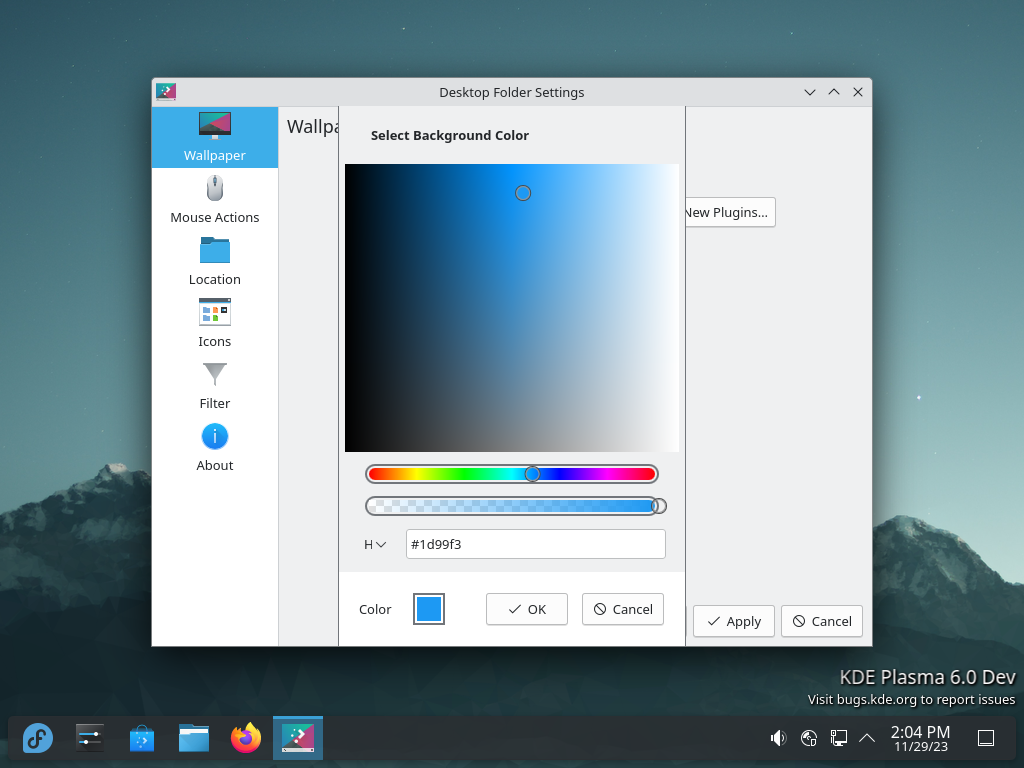 Desktop Folder Settings
Wallpaper
Mouse Actions
Location
Icons
Filter
About
Wallpa
Select Background Color
New Plugins...
H
#1d99f3
Color
OK
Cancel
Apply
Cancel
KDE Plasma 6.0 Dev
Visit bugs.kde.org to report issues
2:04 PM
11/29/23